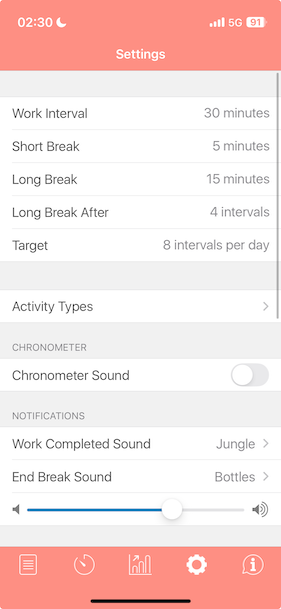 02:30 5G 91
Settings
Work Interval 30 minutes
Short Break 5 minutes
Long Break 15 minutes
Long Break After 4 intervals
Target 8 intervals per day
Activity Types
CHRONOMETER
Chronometer Sound
NOTIFICATIONS
Work Completed Sound Jungle
End Break Sound Bottles